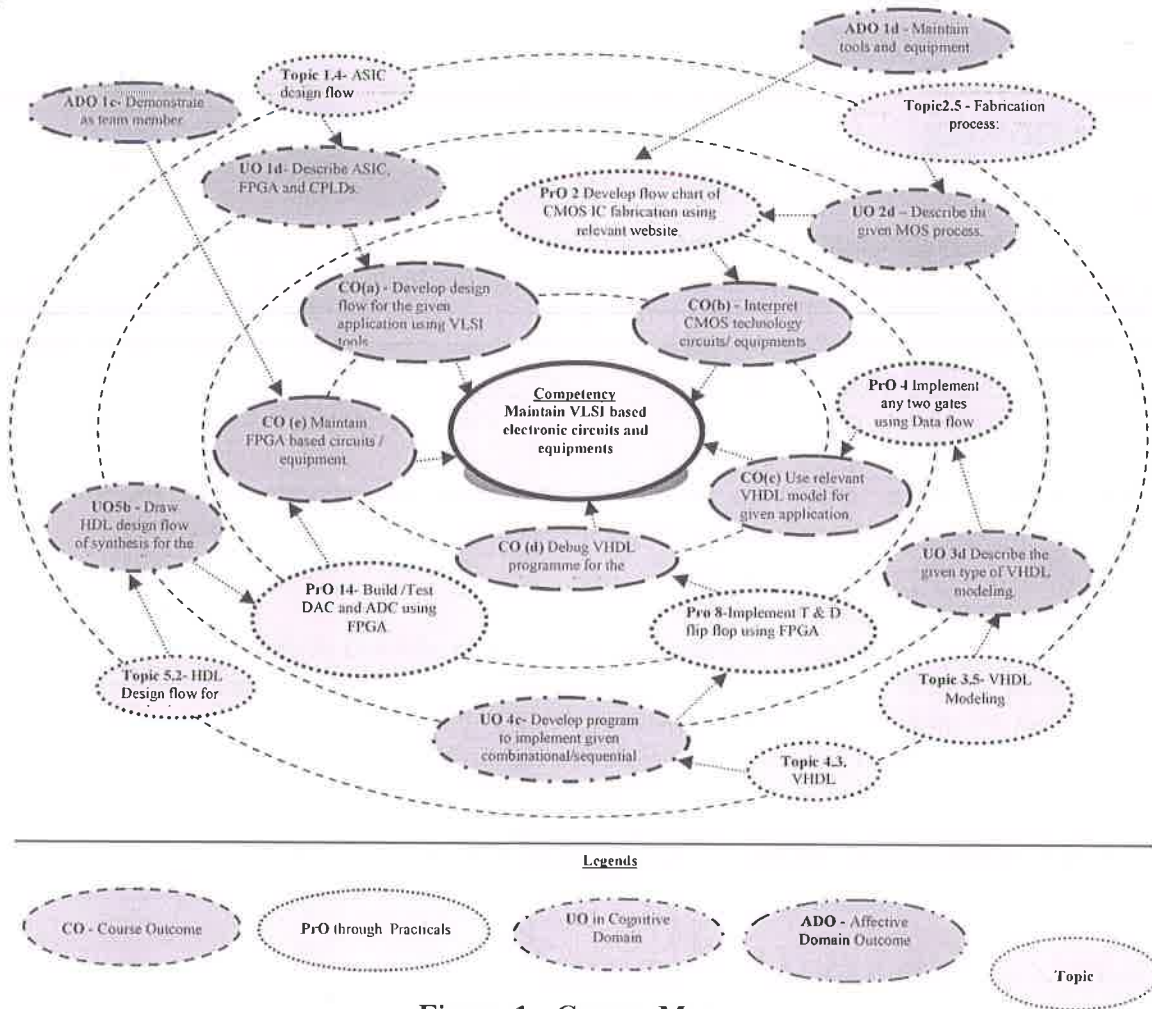 ADO 1d - Maintain
tools and equipment
Topic 1.4- ASIC
design flow
ADO 1c- Demonstrate
as team member
Topic2.5 - Fabrication
process:
UO 1d- Describe ASIC,
FPGA and CPLDs.
PrO 2 Develop flow chart of
CMOS IC fabrication using
relevant website.
UO 2d – Describe the
given MOS process.
CO(a) - Develop design
flow for the given
application using VLSI
tools
CO(b) - Interpret
CMOS technology
circuits/ equipments
Competency
Maintain VLSI based
electronic circuits and
equipments
PrO 4 Implement
any two gates
using Data flow
CO (e) Maintain
FPGA based circuits /
equipment
CO(c) Use relevant
VHDL model for
given application
UO5b - Draw
HDL design flow
of synthesis for the
CO (d) Debug VHDL
programme for the
UO 3d Describe the
given type of VHDL
modeling.
PrO 14- Build /Test
DAC and ADC using
FPGA
Pro 8-Implement T & D
flip flop using FPGA
Topic 5.2- HDL
Design flow for
Topic 3.5- VHDL
Modeling
UO 4c- Develop program
to implement given
combinational/sequential
Topic 4.3.
VHDL
Legends
CO - Course Outcome
PrO through Practicals
UO in Cognitive
Domain
ADO - Affective
Domain Outcome
Topic